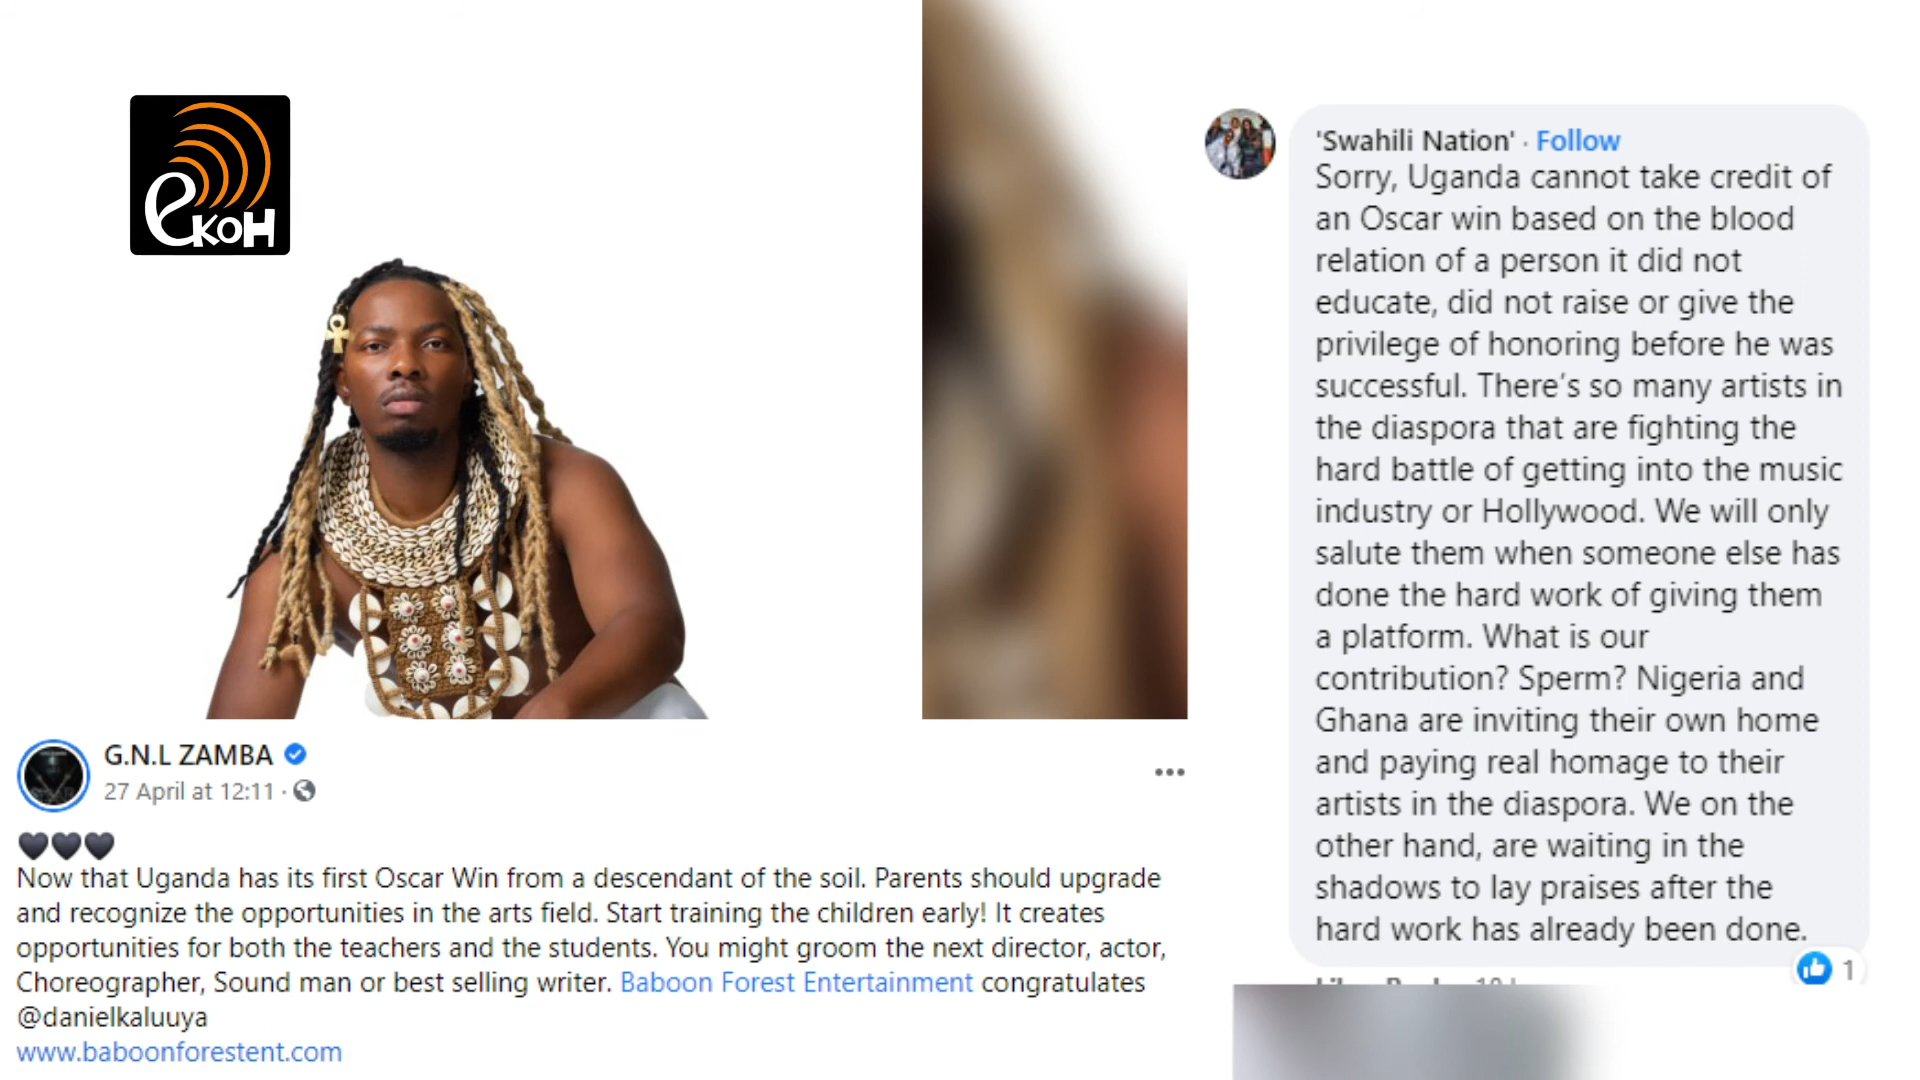 eKOH
G.N.L ZAMBA
27 April at 12:11 ·
🖤🖤🖤
Now that Uganda has its first Oscar Win from a descendant of the soil. Parents should upgrade
and recognize the opportunities in the arts field. Start training the children early! It creates
opportunities for both the teachers and the students. You might groom the next director, actor,
Choreographer, Sound man or best selling writer. Baboon Forest Entertainment congratulates
@danielkaluuya
www.baboonforestent.com
'Swahili Nation' · Follow
Sorry, Uganda cannot take credit of
an Oscar win based on the blood
relation of a person it did not
educate, did not raise or give the
privilege of honoring before he was
successful. There's so many artists in
the diaspora that are fighting the
hard battle of getting into the music
industry or Hollywood. We will only
salute them when someone else has
done the hard work of giving them
a platform. What is our
contribution? Sperm? Nigeria and
Ghana are inviting their own home
and paying real homage to their
artists in the diaspora. We on the
other hand, are waiting in the
shadows to lay praises after the
hard work has already been done.
1